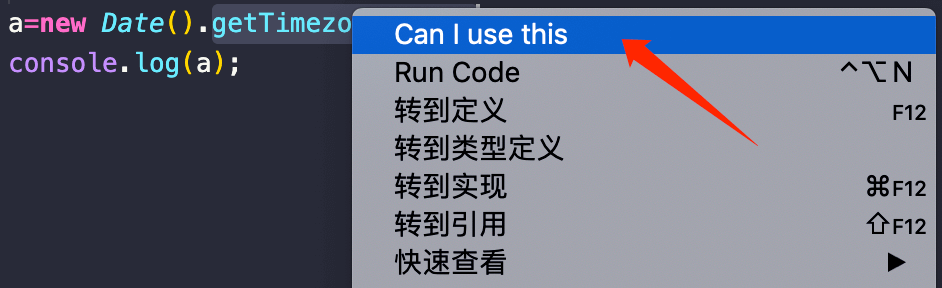 a=new Date().getTimezo
console.log(a);
Can I use this
Run Code ⌃⌥N
转到定义 F12
转到类型定义
转到实现 ⌘F12
转到引用 ⇧F12
快速查看 ▶